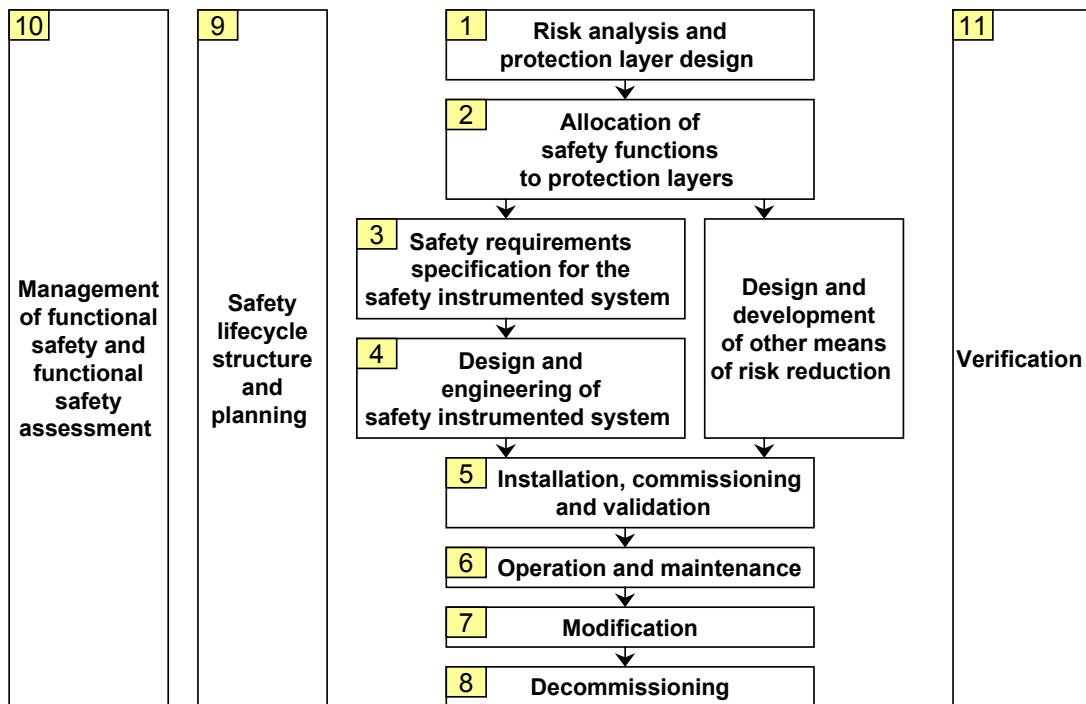 10
Management
of functional
safety and
functional
safety
assessment
9
Safety
lifecycle
structure
and
planning
1
Risk analysis and
protection layer design
2
Allocation of
safety functions
to protection layers
3
Safety requirements
specification for the
safety instrumented system
4
Design and
engineering of
safety instrumented system
Design and
development
of other means
of risk reduction
5
Installation, commissioning
and validation
6
Operation and maintenance
7
Modification
8
Decommissioning
11
Verification